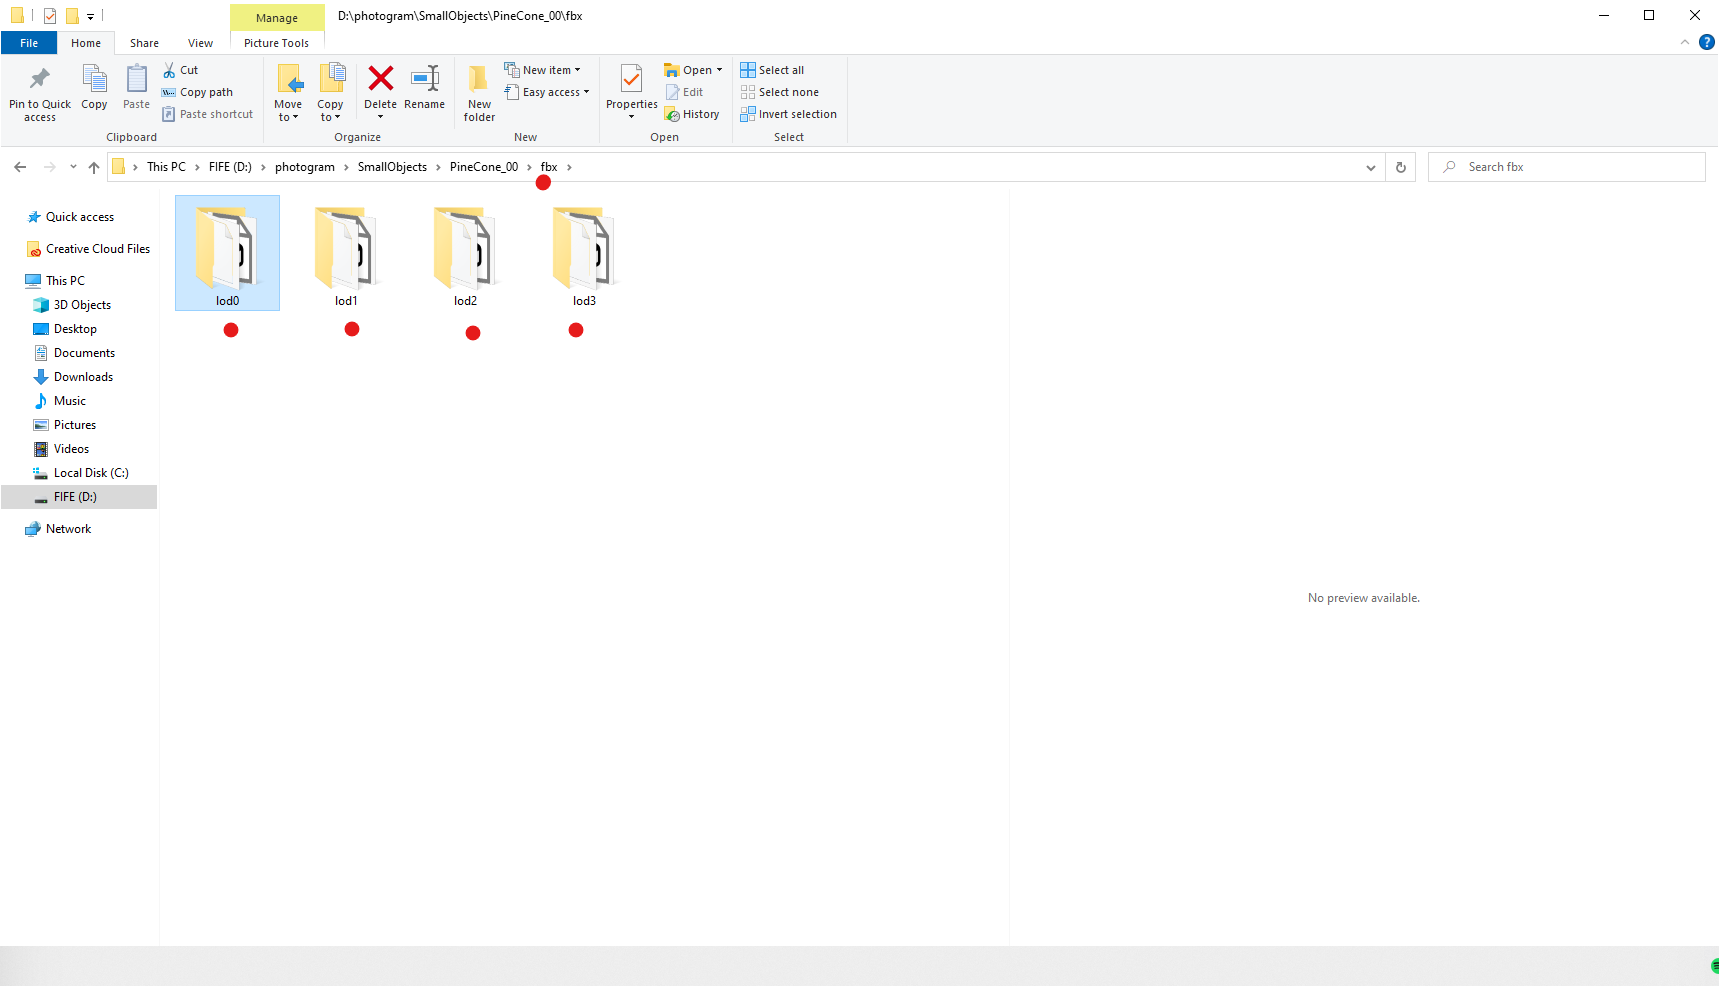 Manage
D:\photogram\SmallObjects\PineCone_00\fbx
File
Home
Share
View
Picture Tools
?
Pin to Quick access
Copy
Paste
Cut
Copy path
Paste shortcut
Clipboard
Move to
Copy to
Delete
Rename
Organize
New folder
New item
Easy access
New
Properties
Open
Edit
History
Open
Select all
Select none
Invert selection
Select
This PC
FIFE (D:)
photogram
SmallObjects
PineCone_00
fbx
Search fbx
Quick access
Creative Cloud Files
This PC
3D Objects
Desktop
Documents
Downloads
Music
Pictures
Videos
Local Disk (C:)
FIFE (D:)
Network
lod0
lod1
lod2
lod3
No preview available.